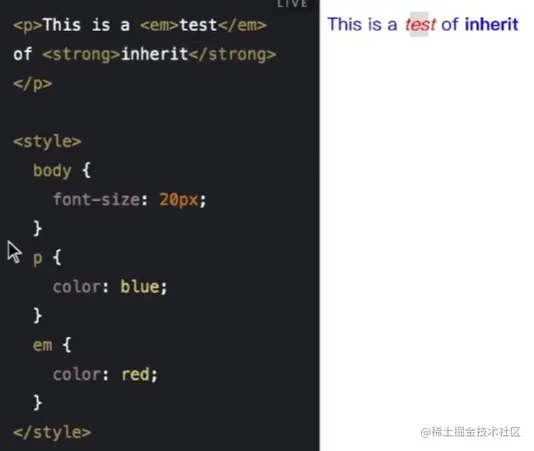 LIVE
<p>This is a <em>test</em>
of <strong>inherit</strong>
</p>
<style>
body {
font-size: 20px;
}
p {
color: blue;
}
em {
color: red;
}
</style>
This is a test of inherit
@稀土掘金技术社区